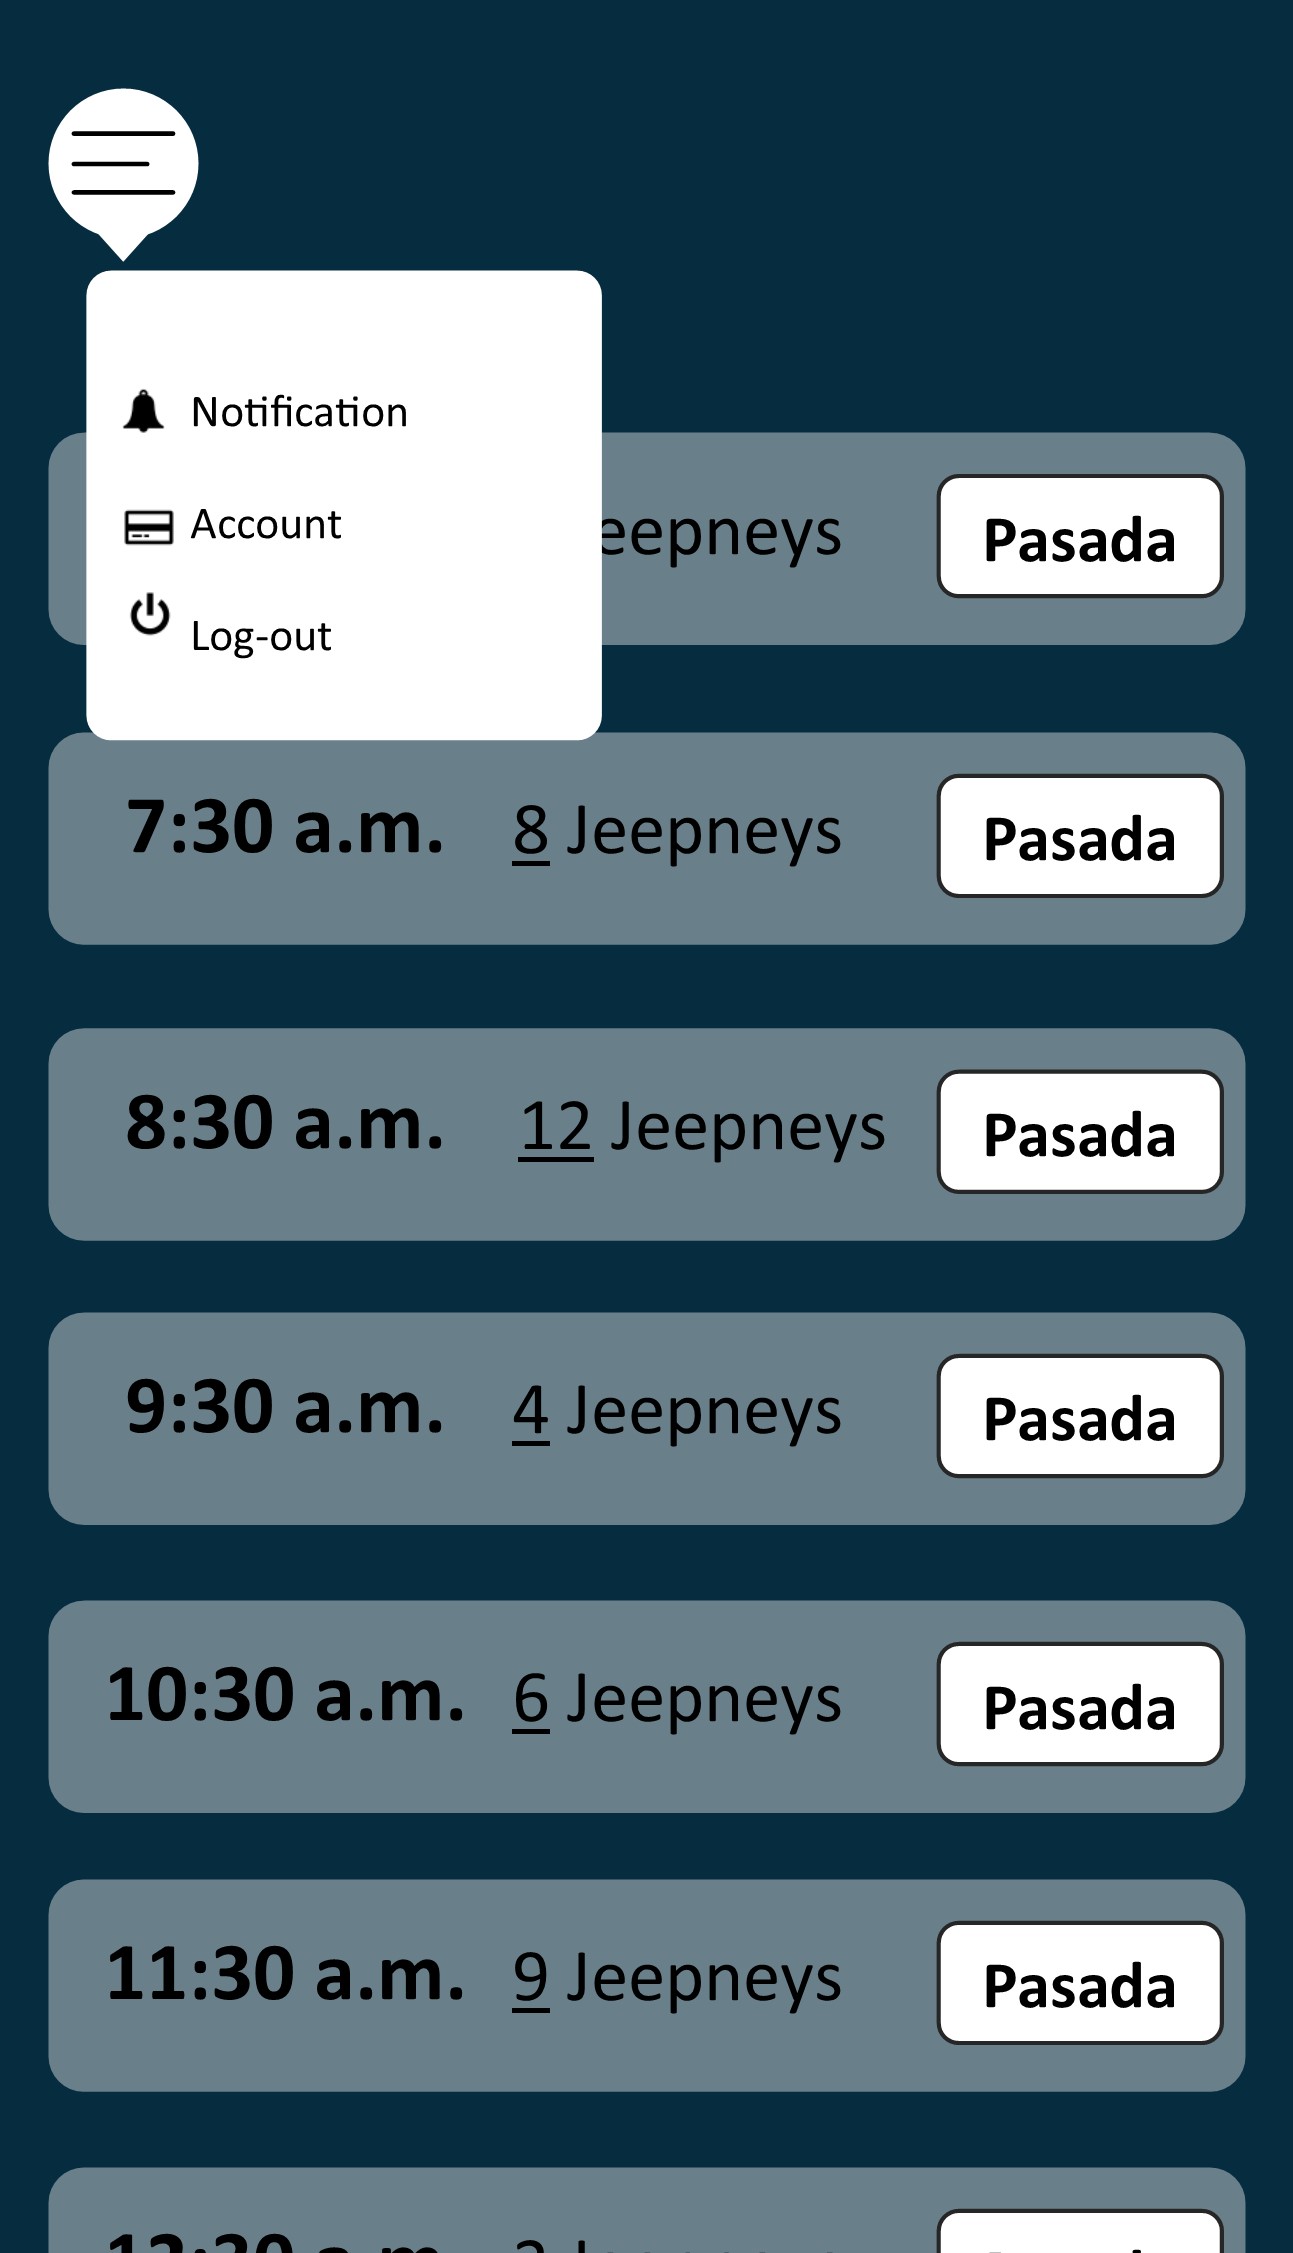 Notification
Account
Log-out
eepneys
Pasada
7:30 a.m. 8 Jeepneys
Pasada
8:30 a.m. 12 Jeepneys
Pasada
9:30 a.m. 4 Jeepneys
Pasada
10:30 a.m. 6 Jeepneys
Pasada
11:30 a.m. 9 Jeepneys
Pasada